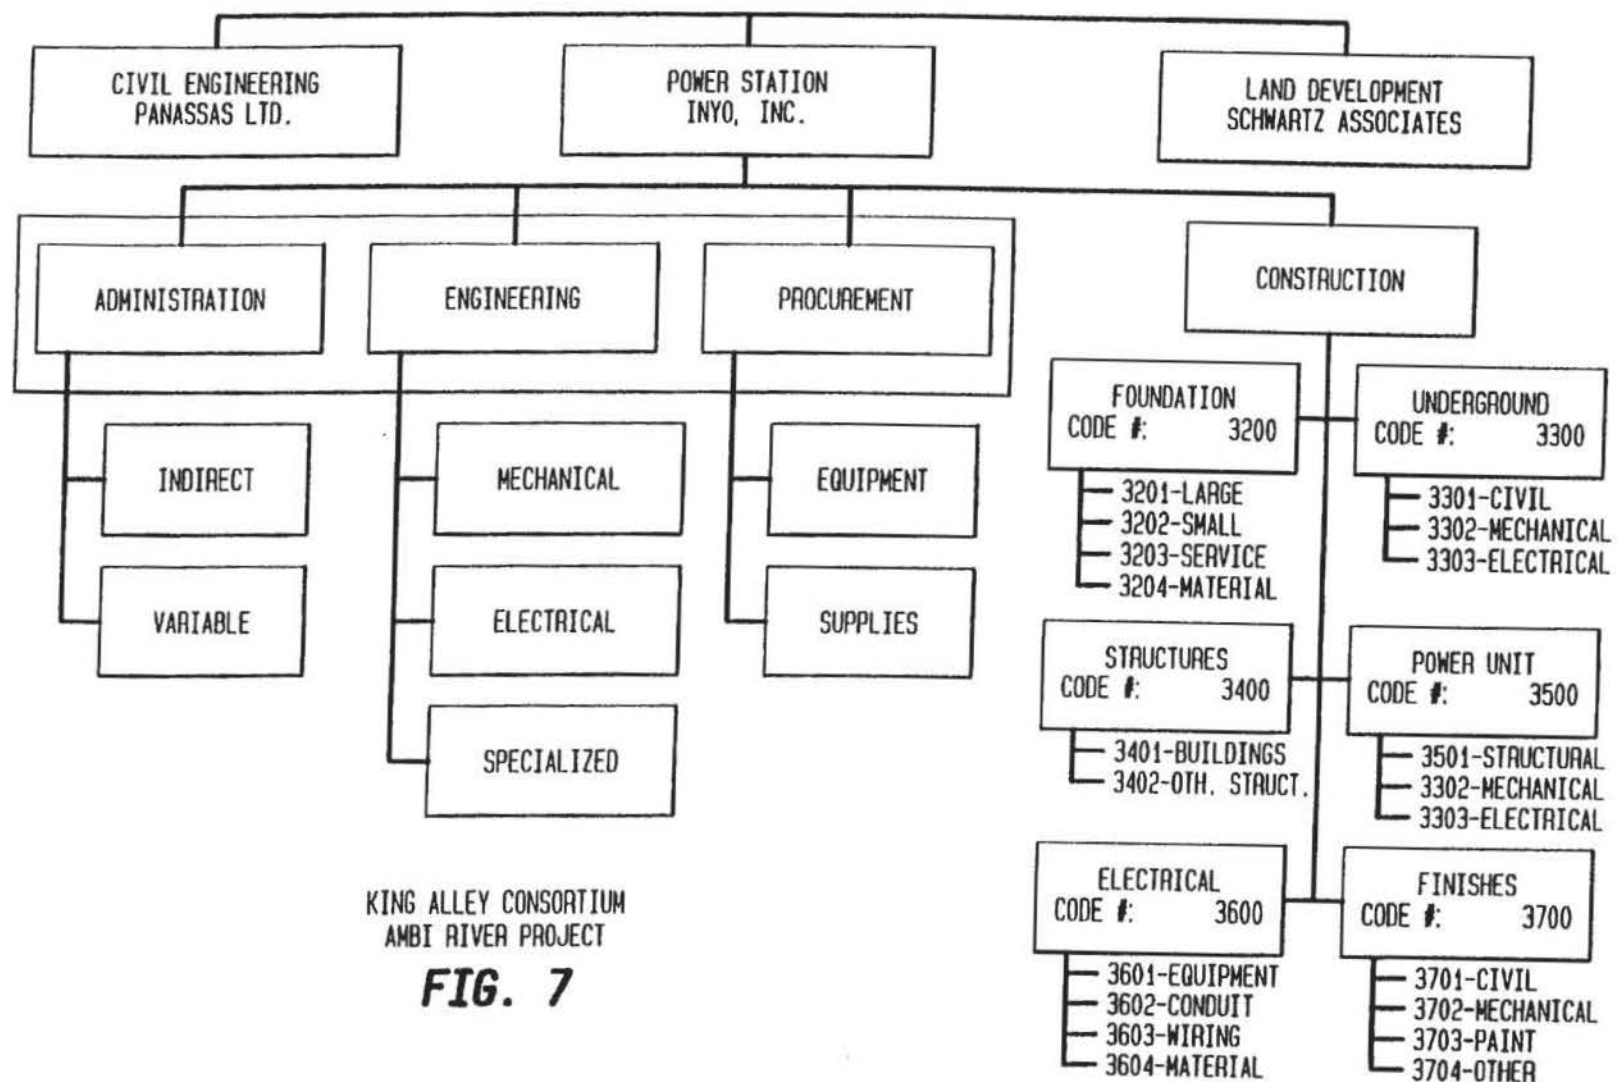 CIVIL ENGINEERING
PANASSAS LTD.
POWER STATION
INYO, INC.
LAND DEVELOPMENT
SCHWARTZ ASSOCIATES
ADMINISTRATION
ENGINEERING
PROCUREMENT
CONSTRUCTION
INDIRECT
VARIABLE
MECHANICAL
ELECTRICAL
SPECIALIZED
EQUIPMENT
SUPPLIES
FOUNDATION
CODE #: 3200
3201-LARGE
3202-SMALL
3203-SERVICE
3204-MATERIAL
UNDERGROUND
CODE #: 3300
3301-CIVIL
3302-MECHANICAL
3303-ELECTRICAL
STRUCTURES
CODE #: 3400
3401-BUILDINGS
3402-OTH. STRUCT.
POWER UNIT
CODE #: 3500
3501-STRUCTURAL
3302-MECHANICAL
3303-ELECTRICAL
ELECTRICAL
CODE #: 3600
3601-EQUIPMENT
3602-CONDUIT
3603-WIRING
3604-MATERIAL
FINISHES
CODE #: 3700
3701-CIVIL
3702-MECHANICAL
3703-PAINT
3704-OTHER
KING ALLEY CONSORTIUM
AMBI RIVER PROJECT
FIG. 7